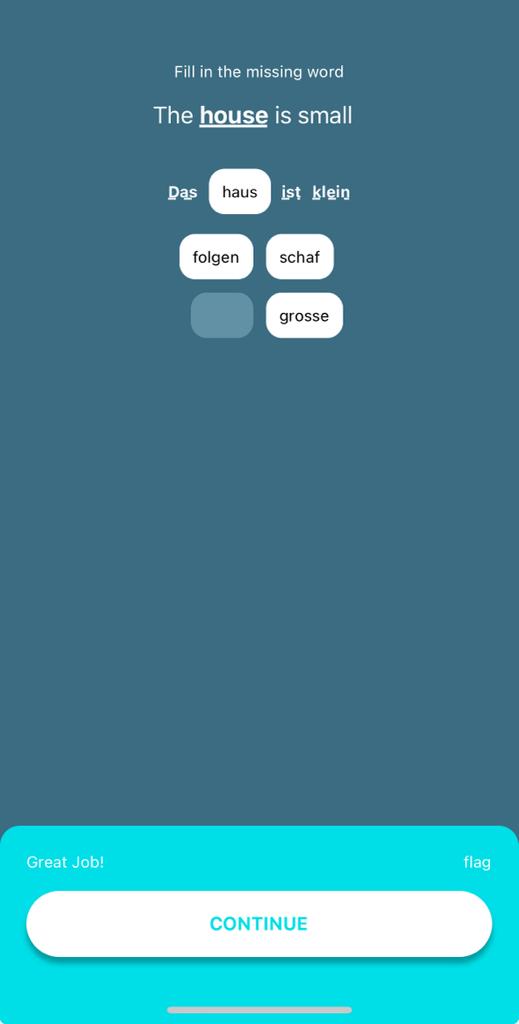 Fill in the missing word
The house is small
Das haus ist klein
folgen schaf
grosse
Great Job! flag
CONTINUE